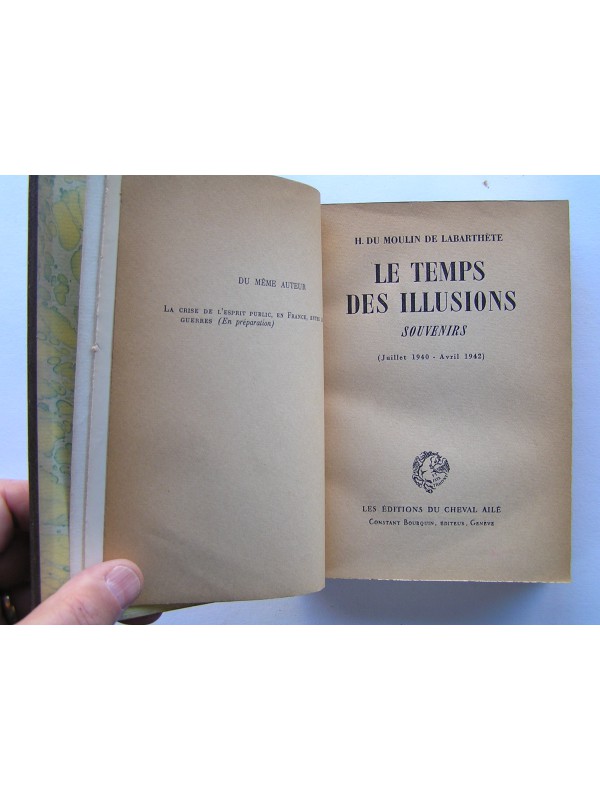 DU MÊME AUTEUR
LA CRISE DE L'ESPRIT PUBLIC, EN FRANCE,
GUERRES (En préparation)
H. DU MOULIN DE LABARTHÈTE
LE TEMPS
DES ILLUSIONS
SOUVENIRS
(Juillet 1940 - Avril 1942)
LES ÉDITIONS DU CHEVAL AILÉ
CONSTANT BOURQUIN, ÉDITEUR, GENÈVE